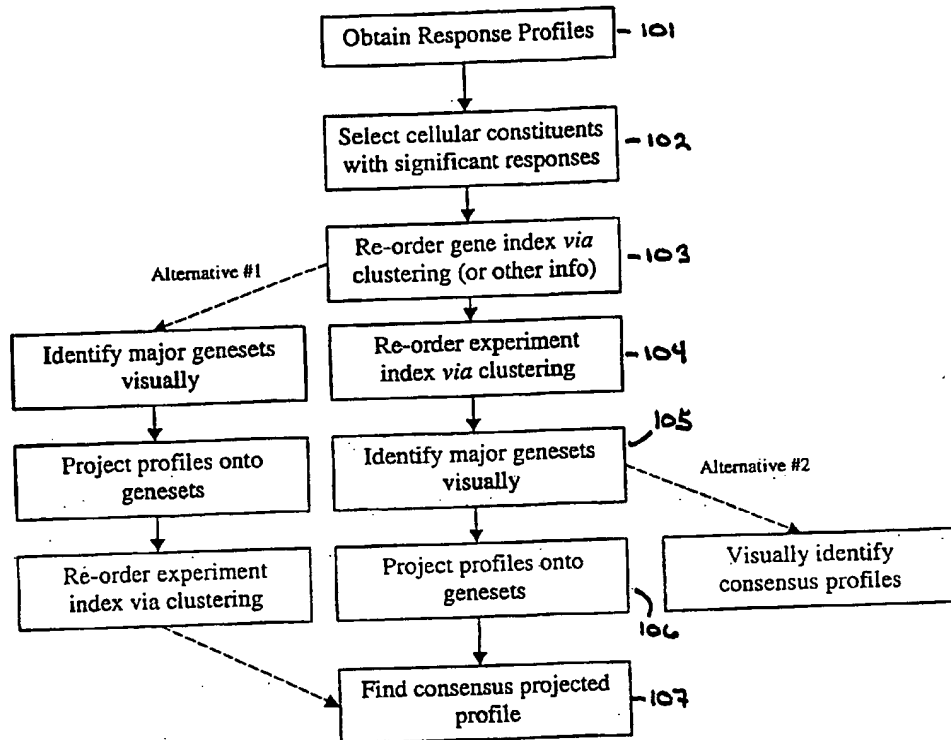 Obtain Response Profiles
101
Select cellular constituents
with significant responses
102
Re-order gene index via
clustering (or other info)
103
Alternative #1
Identify major genesets
visually
Re-order experiment
index via clustering
104
105
Project profiles onto
genesets
Identify major genesets
visually
Alternative #2
Re-order experiment
index via clustering
Project profiles onto
genesets
Visually identify
consensus profiles
106
Find consensus projected
profile
107